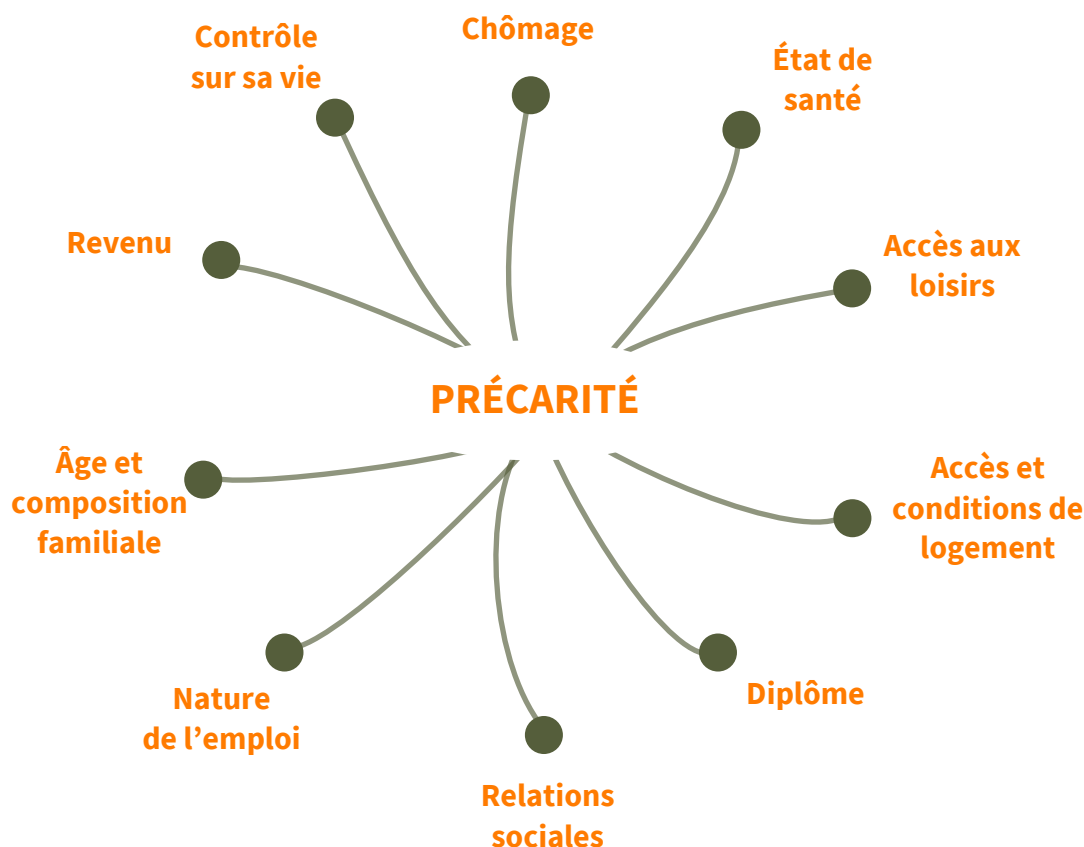 Contrôle
sur sa vie
Chômage
État de
santé
Revenu
Accès aux
loisirs
PRÉCARITÉ
Âge et
composition
familiale
Accès et
conditions de
logement
Nature
de l’emploi
Diplôme
Relations
sociales